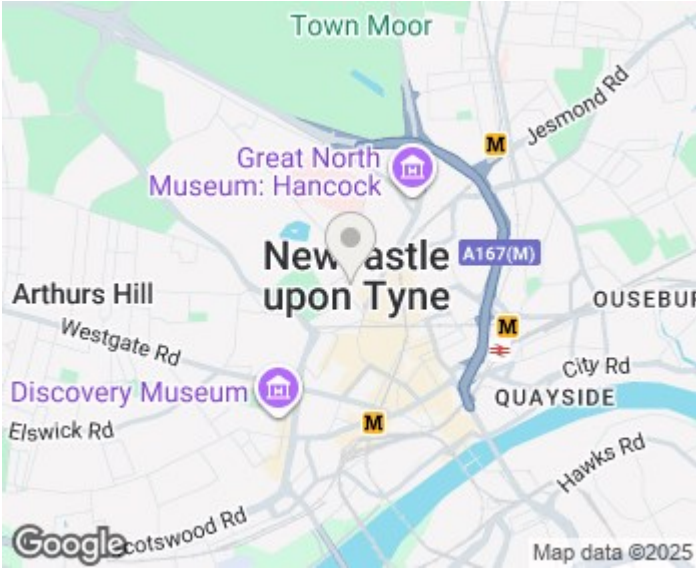 Town Moor
Jesmond Rd
M
Great North
Museum: Hancock
Newcastle
upon Tyne
A167(M)
Arthurs Hill
OUSEBUR
M
Westgate Rd
City Rd
Discovery Museum
QUAYSIDE
M
Elswick Rd
Hawks Rd
cotswood Rd
Google
Map data ©2025